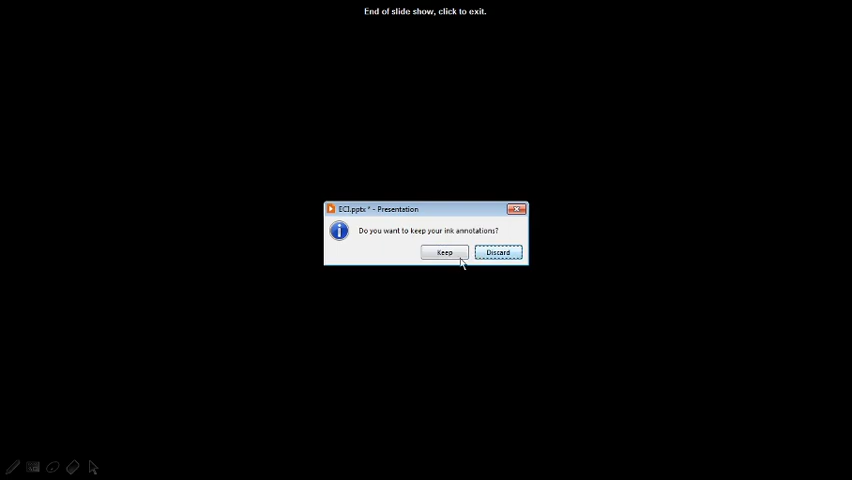 End of slide show, click to exit.
ECI.pptx * - Presentation
Do you want to keep your ink annotations?
Keep
Discard